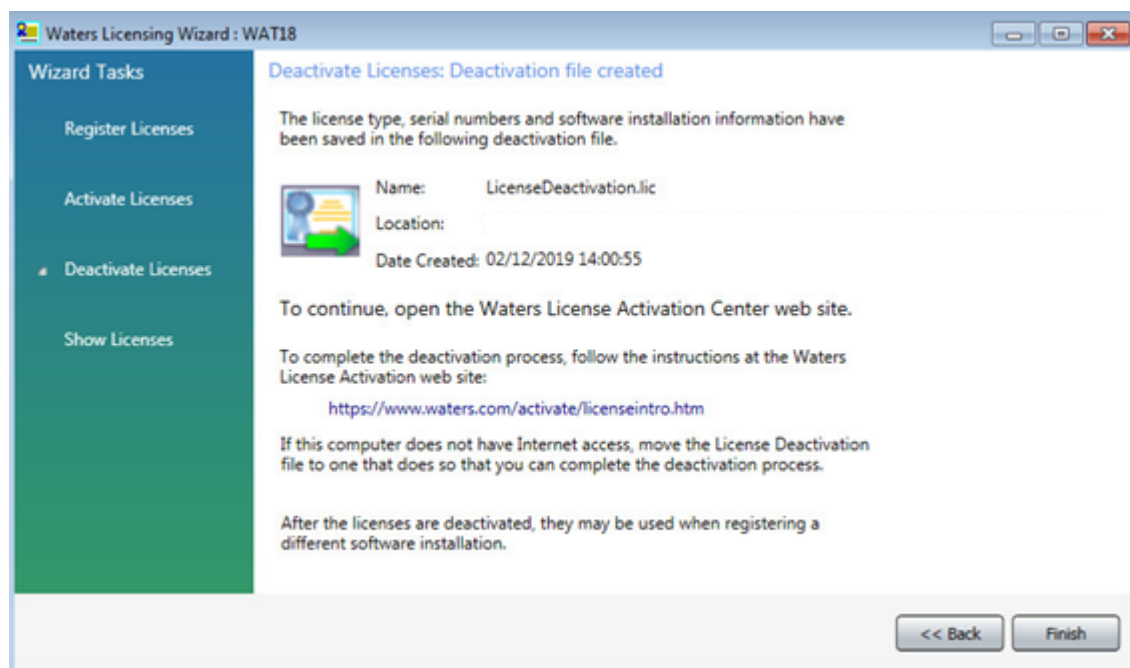 Waters Licensing Wizard : WAT18
Wizard Tasks
Register Licenses
Activate Licenses
Deactivate Licenses
Show Licenses
Deactivate Licenses: Deactivation file created
The license type, serial numbers and software installation information have
been saved in the following deactivation file.
Name: LicenseDeactivation.lic
Location:
Date Created: 02/12/2019 14:00:55
To continue, open the Waters License Activation Center web site.
To complete the deactivation process, follow the instructions at the Waters
License Activation web site:
https://www.waters.com/activate/licenseintro.htm
If this computer does not have Internet access, move the License Deactivation
file to one that does so that you can complete the deactivation process.
After the licenses are deactivated, they may be used when registering a
different software installation.
<< Back
Finish